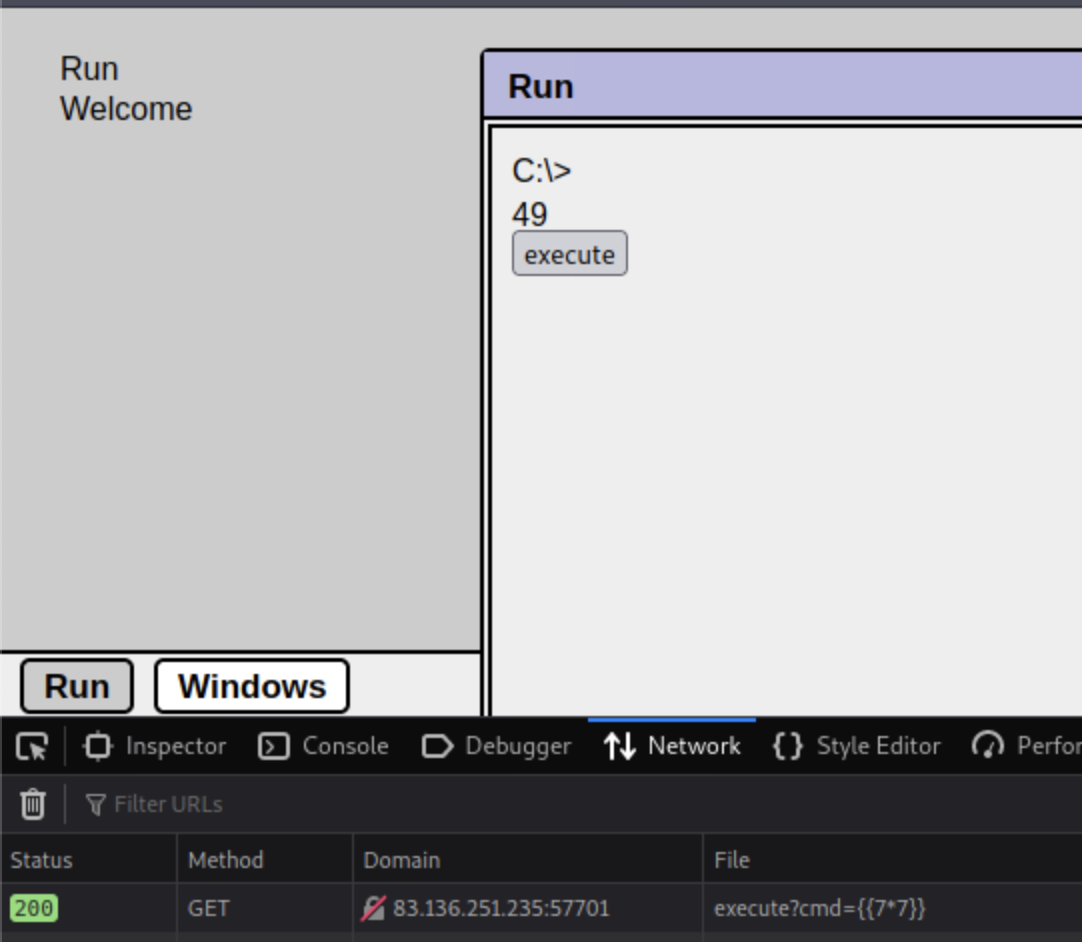 Run
Welcome
Run
C:\>
49
execute
Run Windows
Inspector Console Debugger Network {} Style Editor
Filter URLs
Status Method Domain File
200 GET 83.136.251.235:57701 execute?cmd={{7*7}}